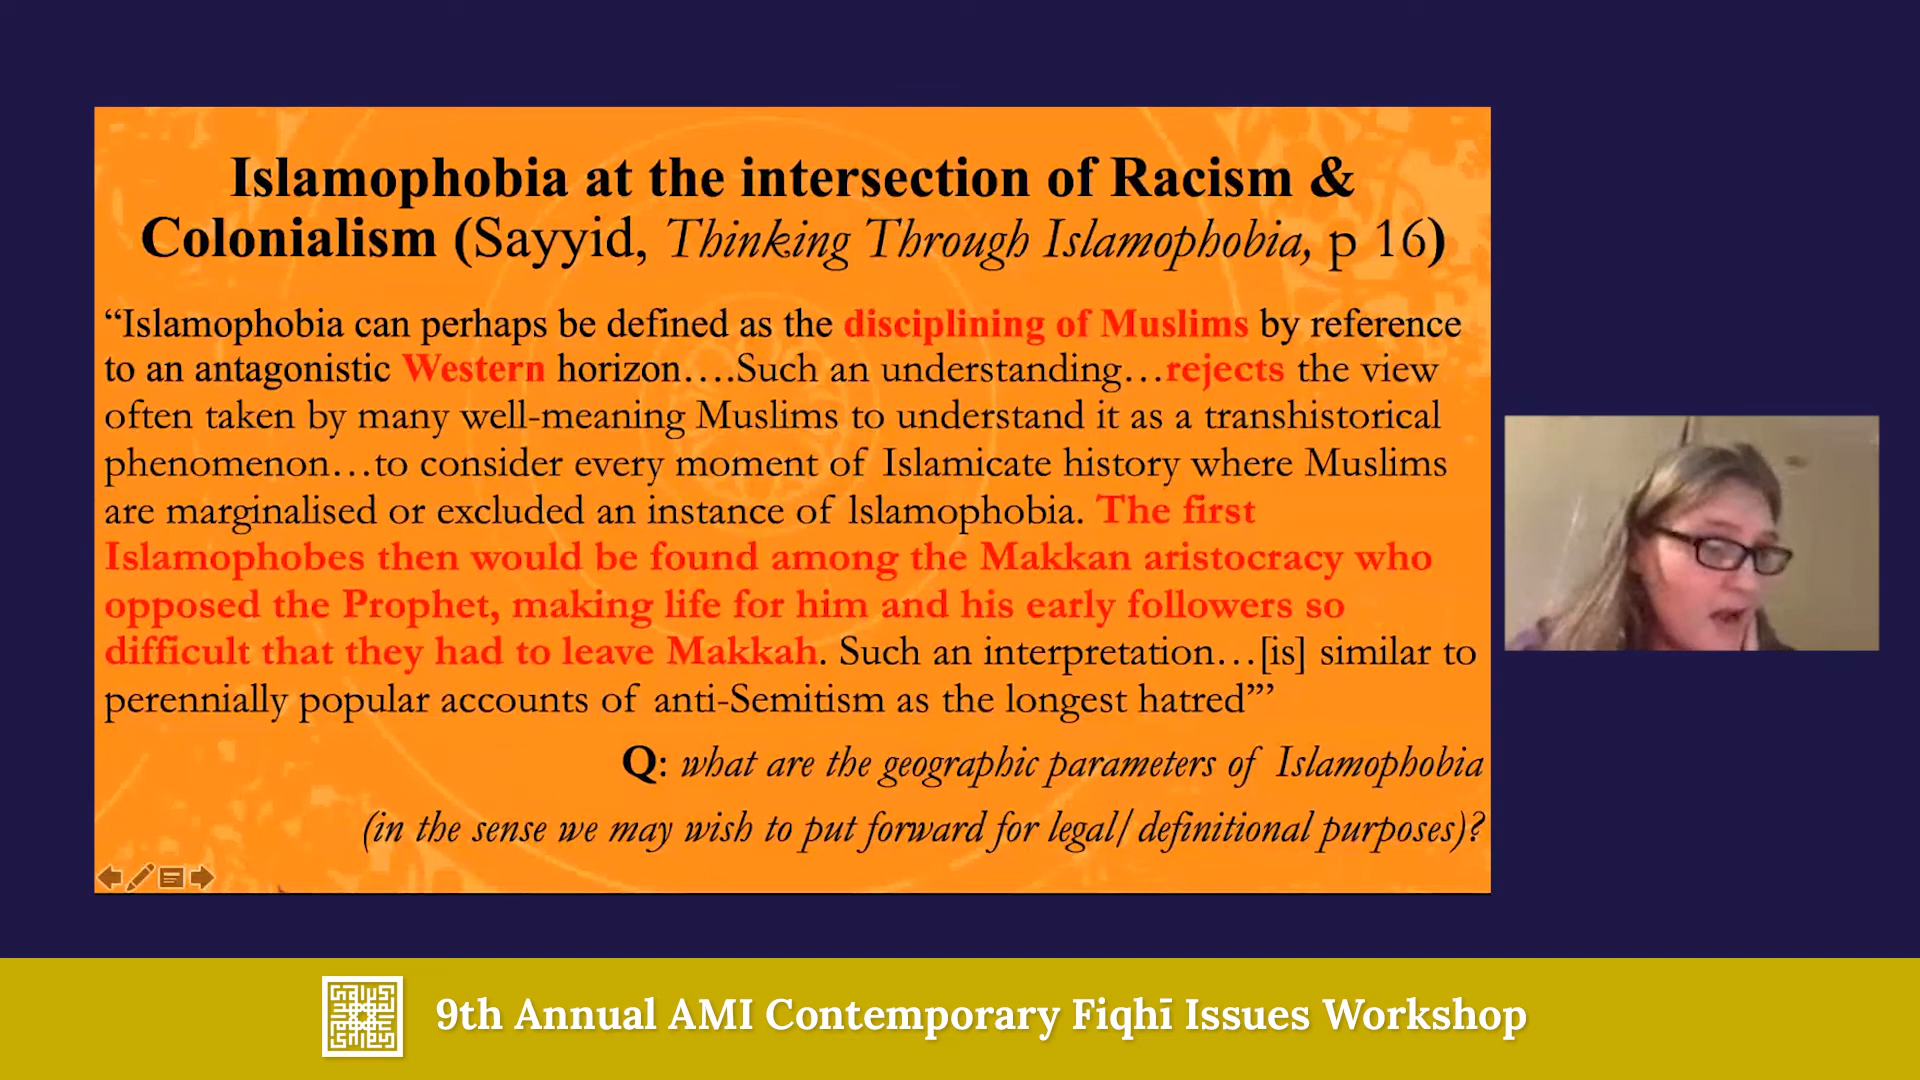 Islamophobia at the intersection of Racism &
Colonialism (Sayyid, Thinking Through Islamophobia, p 16)
“Islamophobia can perhaps be defined as the disciplining of Muslims by reference
to an antagonistic Western horizon….Such an understanding…rejects the view
often taken by many well-meaning Muslims to understand it as a transhistorical
phenomenon…to consider every moment of Islamicate history where Muslims
are marginalised or excluded an instance of lslamophobia. The first
Islamophobes then would be found among the Makkan aristocracy who
opposed the Prophet, making life for him and his early followers so
difficult that they had to leave Makkah. Such an interpretation…[is] similar to
perennially popular accounts of anti-Semitism as the longest hatred”’
Q: what are the geographic parameters of Islamophobia
(in the sense we may wish to put forward for legal/definitional purposes)?
9th Annual AMI Contemporary Fiqhī Issues Workshop